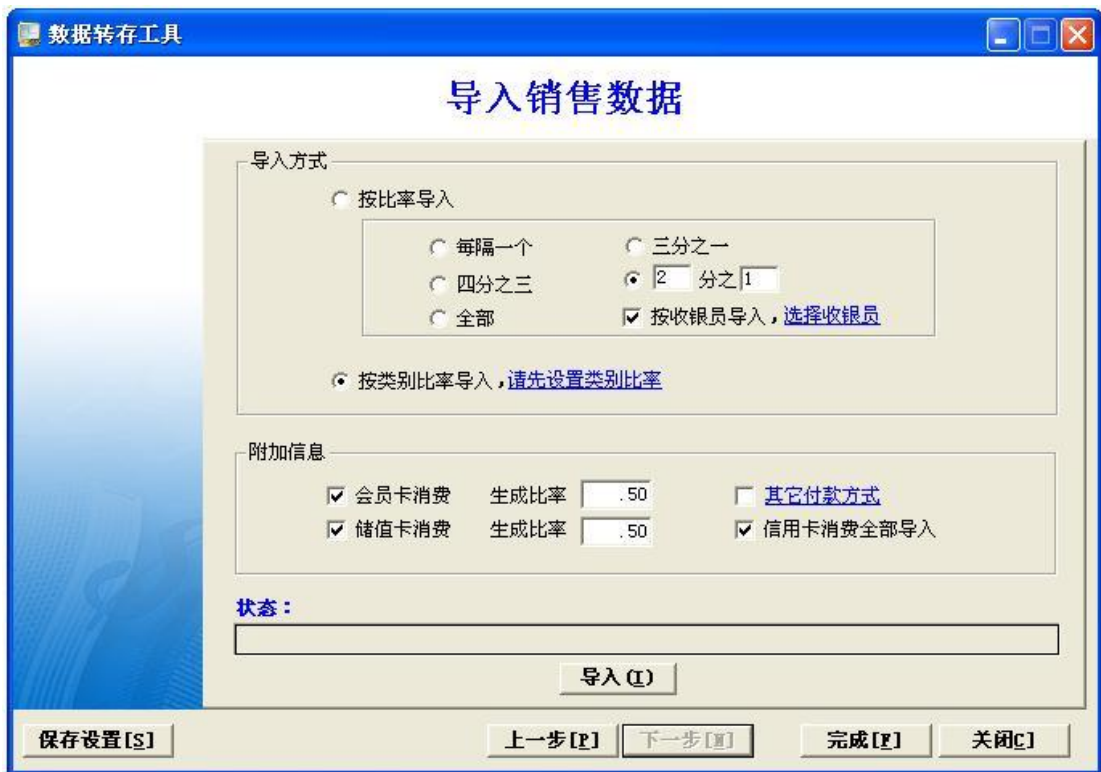 数据转存工具
导入销售数据
导入方式
按比率导入
每隔一个 三分之一
四分之三 2 分之 1
全部 按收银员导入，选择收银员
按类别比率导入，请先设置类别比率
附加信息
会员卡消费 生成比率 .50 其它付款方式
储值卡消费 生成比率 .50 信用卡消费全部导入
状态：
导入(I)
保存设置[S] 上一步[P] 下一步[N] 完成[F] 关闭C]